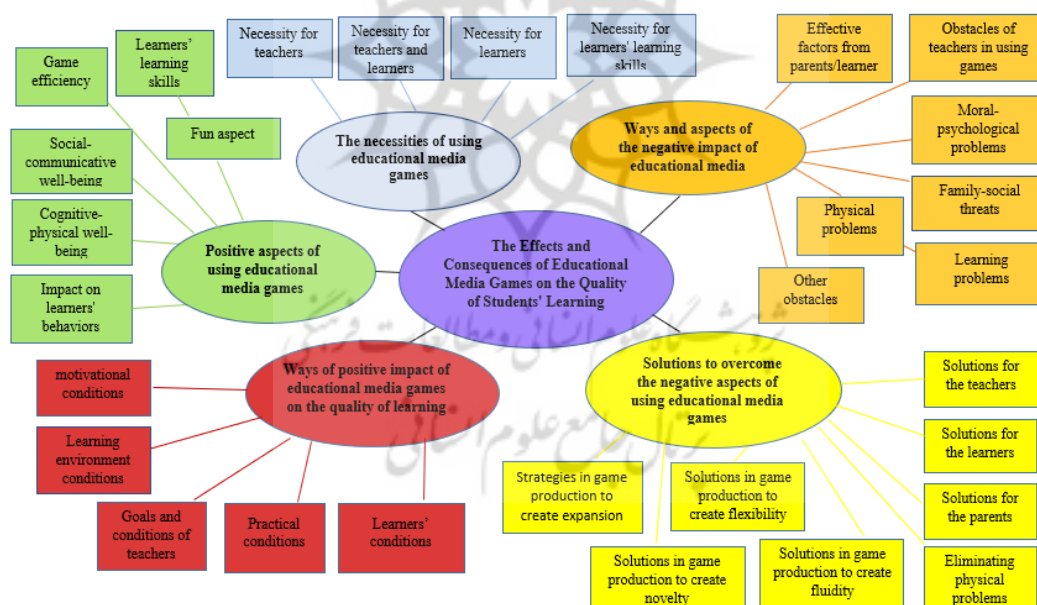 Necessity for
teachers
Necessity for
teachers and
learners
Necessity for
learners
Necessity for
learners' learning
skills
The necessities of using
educational media
games
Effective
factors from
parents/learner
Obstacles of
teachers in using
games
Moral-
psychological
problems
Family-social
threats
Physical
problems
Learning
problems
Other
obstacles
Ways and aspects of
the negative impact of
educational media
Learners'
learning
skills
Game
efficiency
Fun aspect
Social-
communicative
well-being
Cognitive-
physical well-
being
Impact on
learners'
behaviors
Positive aspects of
using educational
media games
The Effects and
Consequences of Educational
Media Games on the Quality
of Students' Learning
Ways of positive impact of
educational media games
on the quality of learning
motivational
conditions
Learning
environment
conditions
Goals and
conditions of
teachers
Practical
conditions
Learners'
conditions
Solutions to overcome
the negative aspects of
using educational media
games
Solutions for
the teachers
Solutions for
the learners
Solutions for
the parents
Eliminating
physical
problems
Strategies in game
production to
create expansion
Solutions in game
production to
create flexibility
Solutions in game
production to create
novelty
Solutions in game
production to create
fluidity
پژوهشگاه علوم انسانی و مطالعات فرهنگی
پرتال جامع علوم انسانی